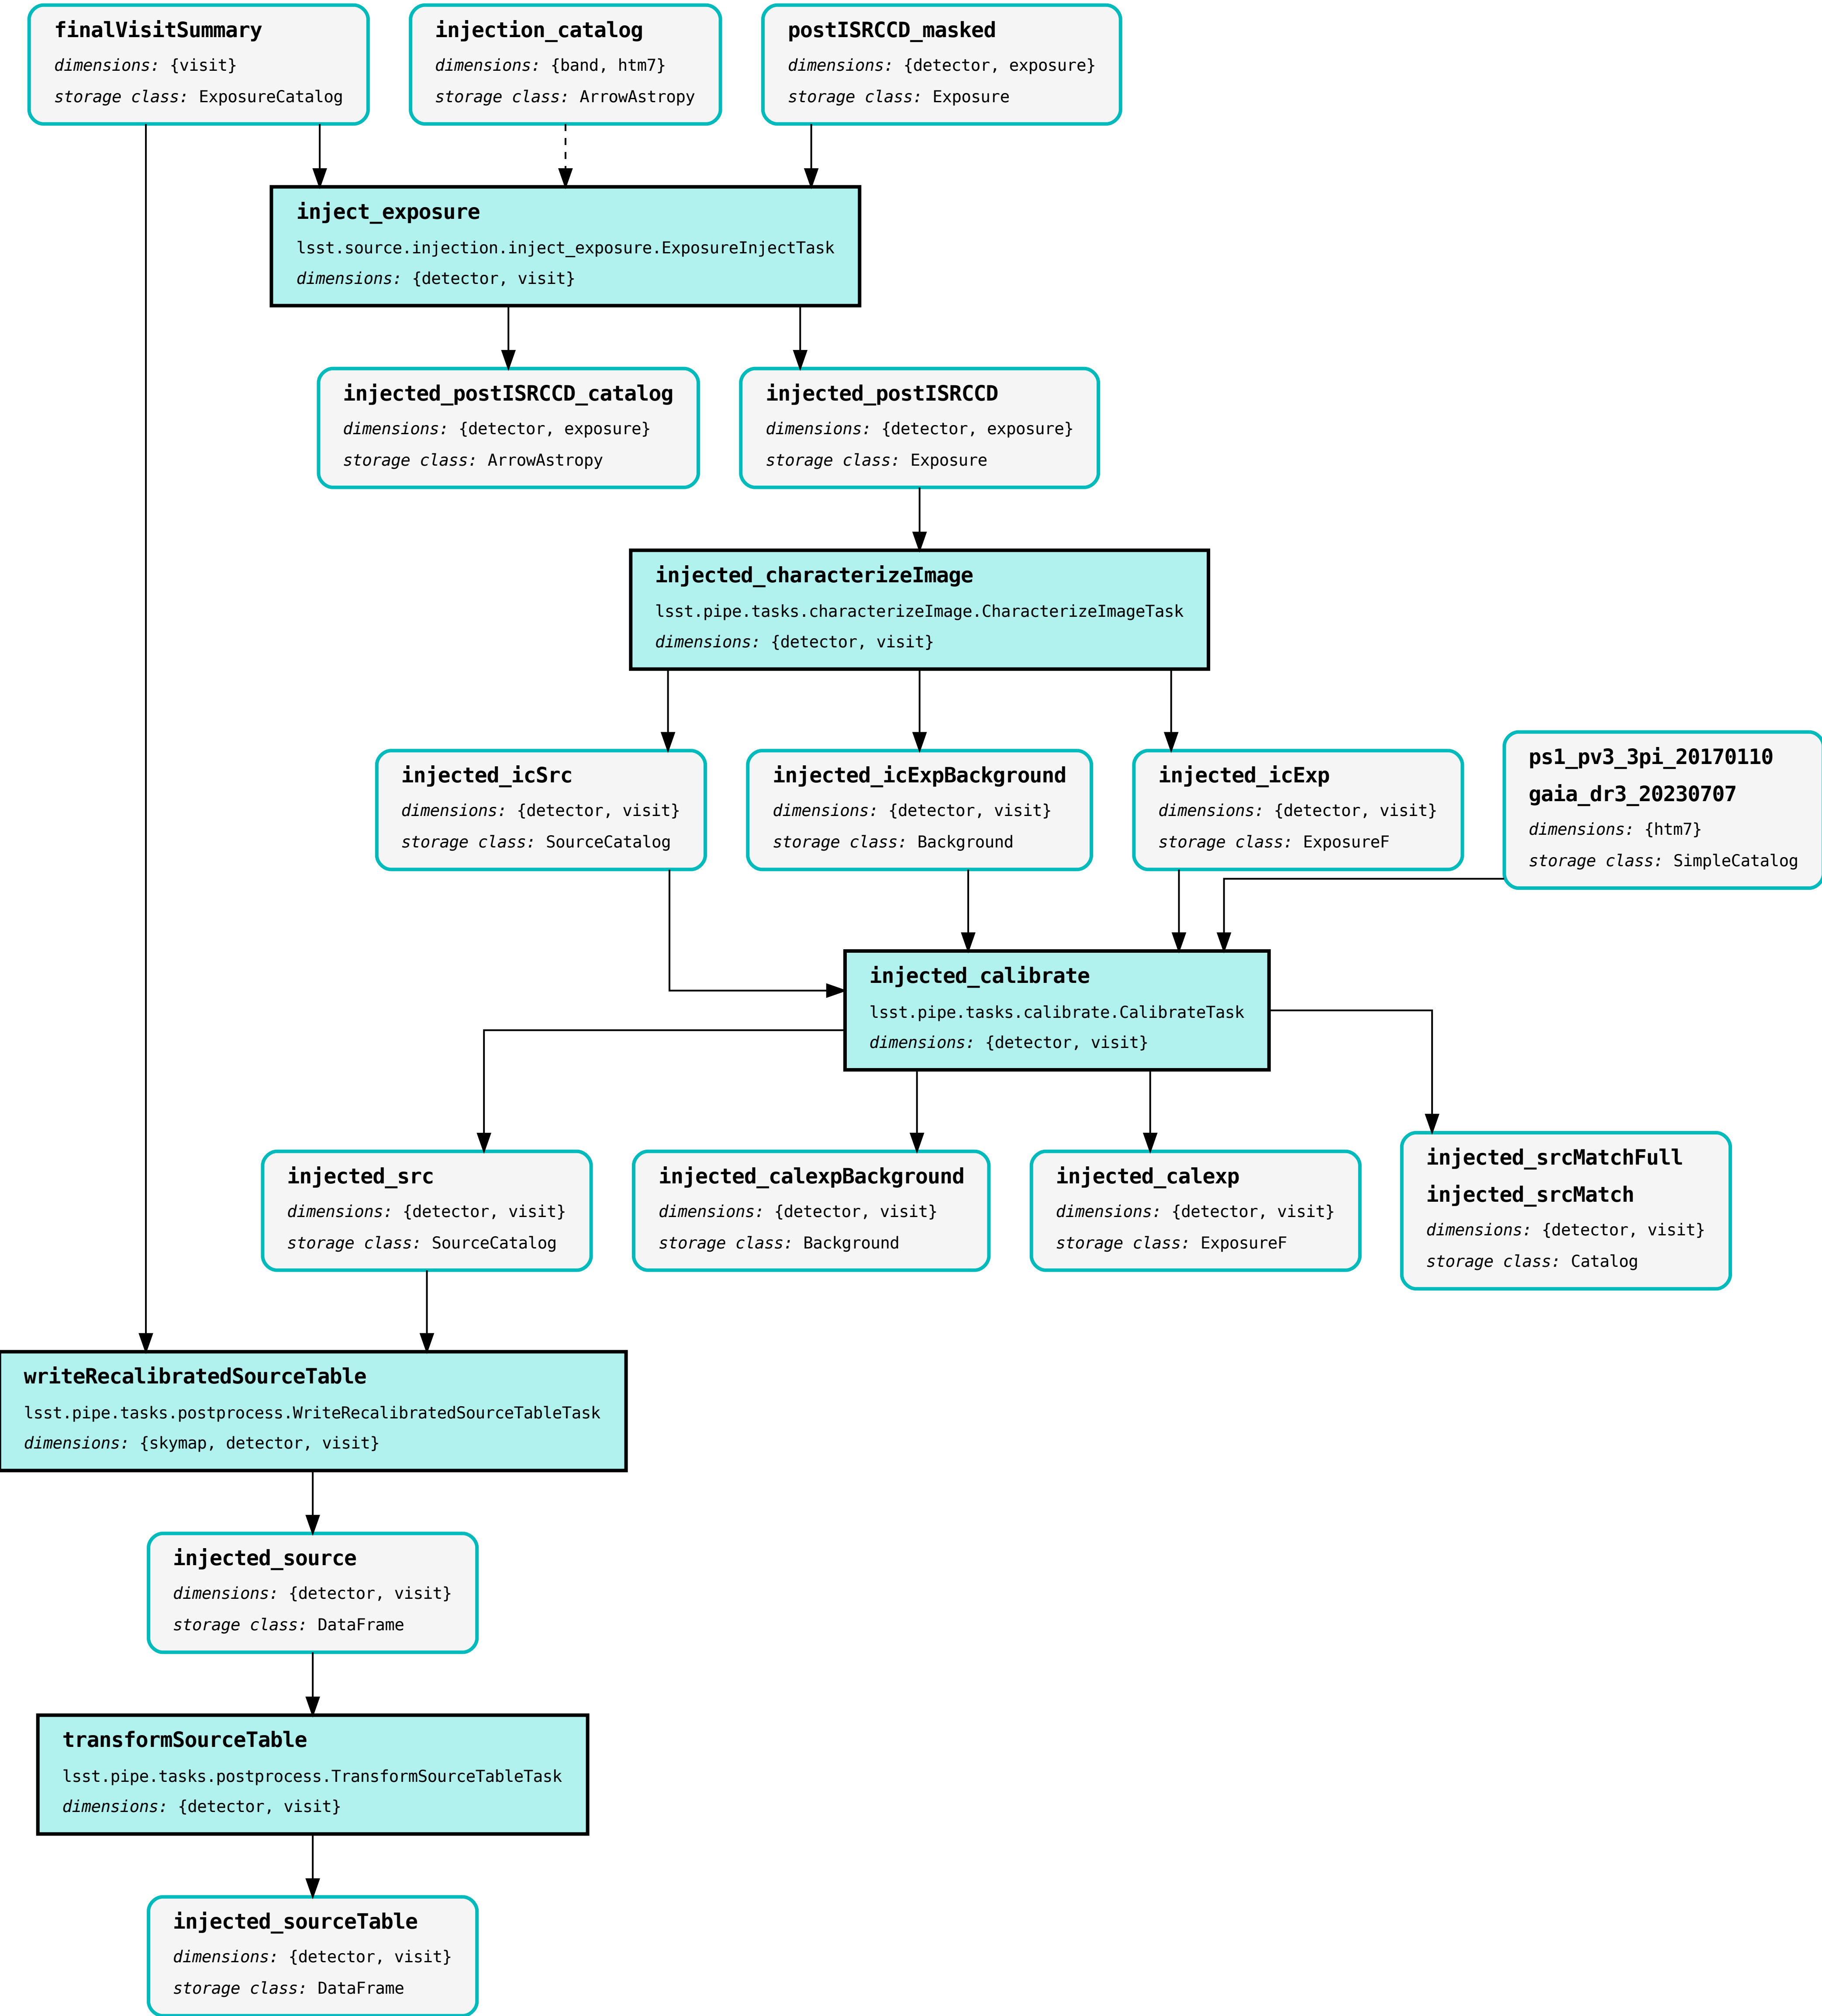 finalVisitSummary
dimensions: {visit}
storage class: ExposureCatalog
injection_catalog
dimensions: {band, htm7}
storage class: ArrowAstropy
postISRCCD_masked
dimensions: {detector, exposure}
storage class: Exposure
inject_exposure
lsst.source.injection.inject_exposure.ExposureInjectTask
dimensions: {detector, visit}
injected_postISRCCD_catalog
dimensions: {detector, exposure}
storage class: ArrowAstropy
injected_postISRCCD
dimensions: {detector, exposure}
storage class: Exposure
injected_characterizeImage
lsst.pipe.tasks.characterizeImage.CharacterizeImageTask
dimensions: {detector, visit}
injected_icSrc
dimensions: {detector, visit}
storage class: SourceCatalog
injected_icExpBackground
dimensions: {detector, visit}
storage class: Background
injected_icExp
dimensions: {detector, visit}
storage class: ExposureF
ps1_pv3_3pi_20170110
gaia_dr3_20230707
dimensions: {htm7}
storage class: SimpleCatalog
injected_calibrate
lsst.pipe.tasks.calibrate.CalibrateTask
dimensions: {detector, visit}
injected_src
dimensions: {detector, visit}
storage class: SourceCatalog
injected_calexpBackground
dimensions: {detector, visit}
storage class: Background
injected_calexp
dimensions: {detector, visit}
storage class: ExposureF
injected_srcMatchFull
injected_srcMatch
dimensions: {detector, visit}
storage class: Catalog
writeRecalibratedSourceTable
lsst.pipe.tasks.postprocess.WriteRecalibratedSourceTableTask
dimensions: {skymap, detector, visit}
injected_source
dimensions: {detector, visit}
storage class: DataFrame
transformSourceTable
lsst.pipe.tasks.postprocess.TransformSourceTableTask
dimensions: {detector, visit}
injected_sourceTable
dimensions: {detector, visit}
storage class: DataFrame